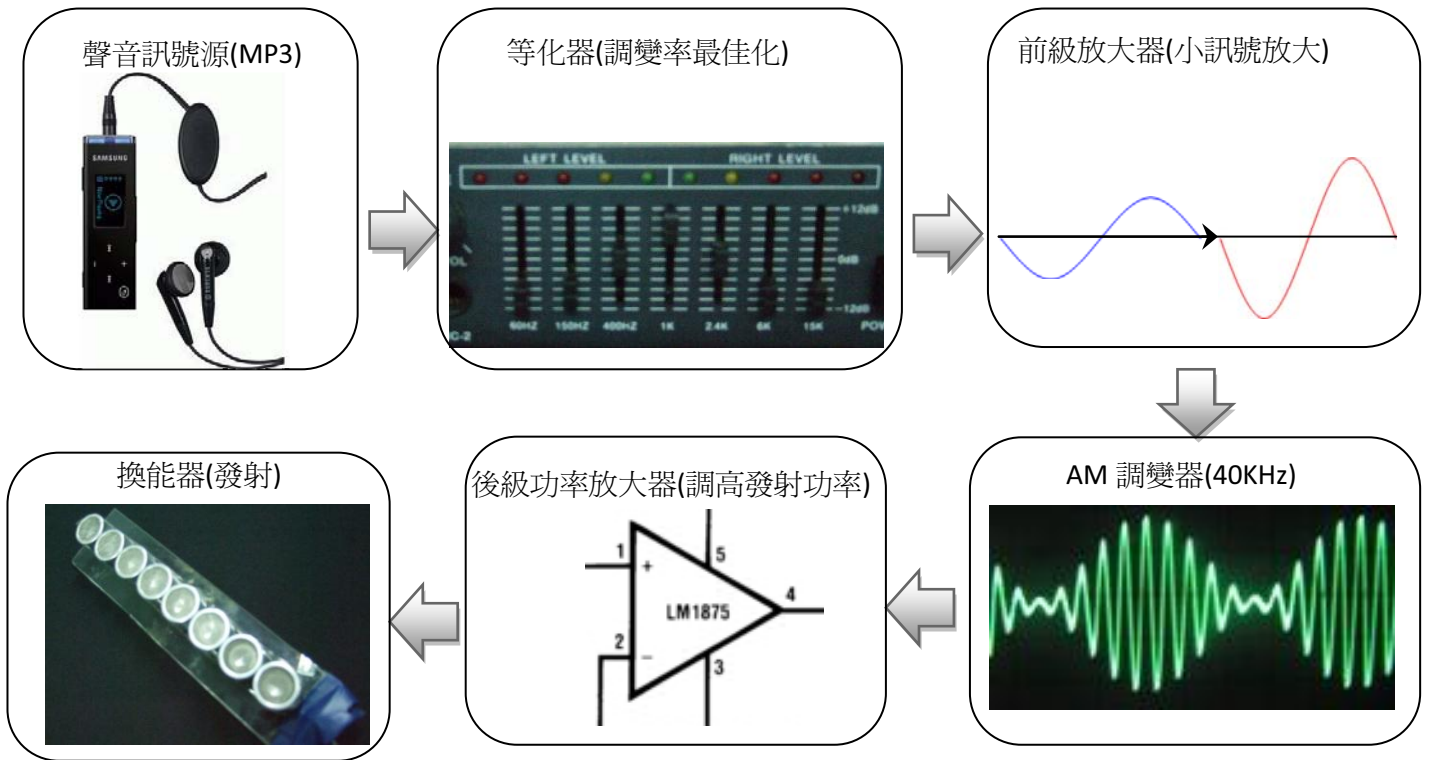 聲音訊號源(MP3)
SAMSUNG
Now Playing
等化器(調變率最佳化)
LEFT LEVEL
RIGHT LEVEL
+12dB
0dB
-12dB
60HZ 150HZ 400HZ 1K 2.4K 6K 15K
前級放大器(小訊號放大)
AM 調變器(40KHz)
後級功率放大器(調高發射功率)
1
+
5
LM1875
4
2
−
3
換能器(發射)